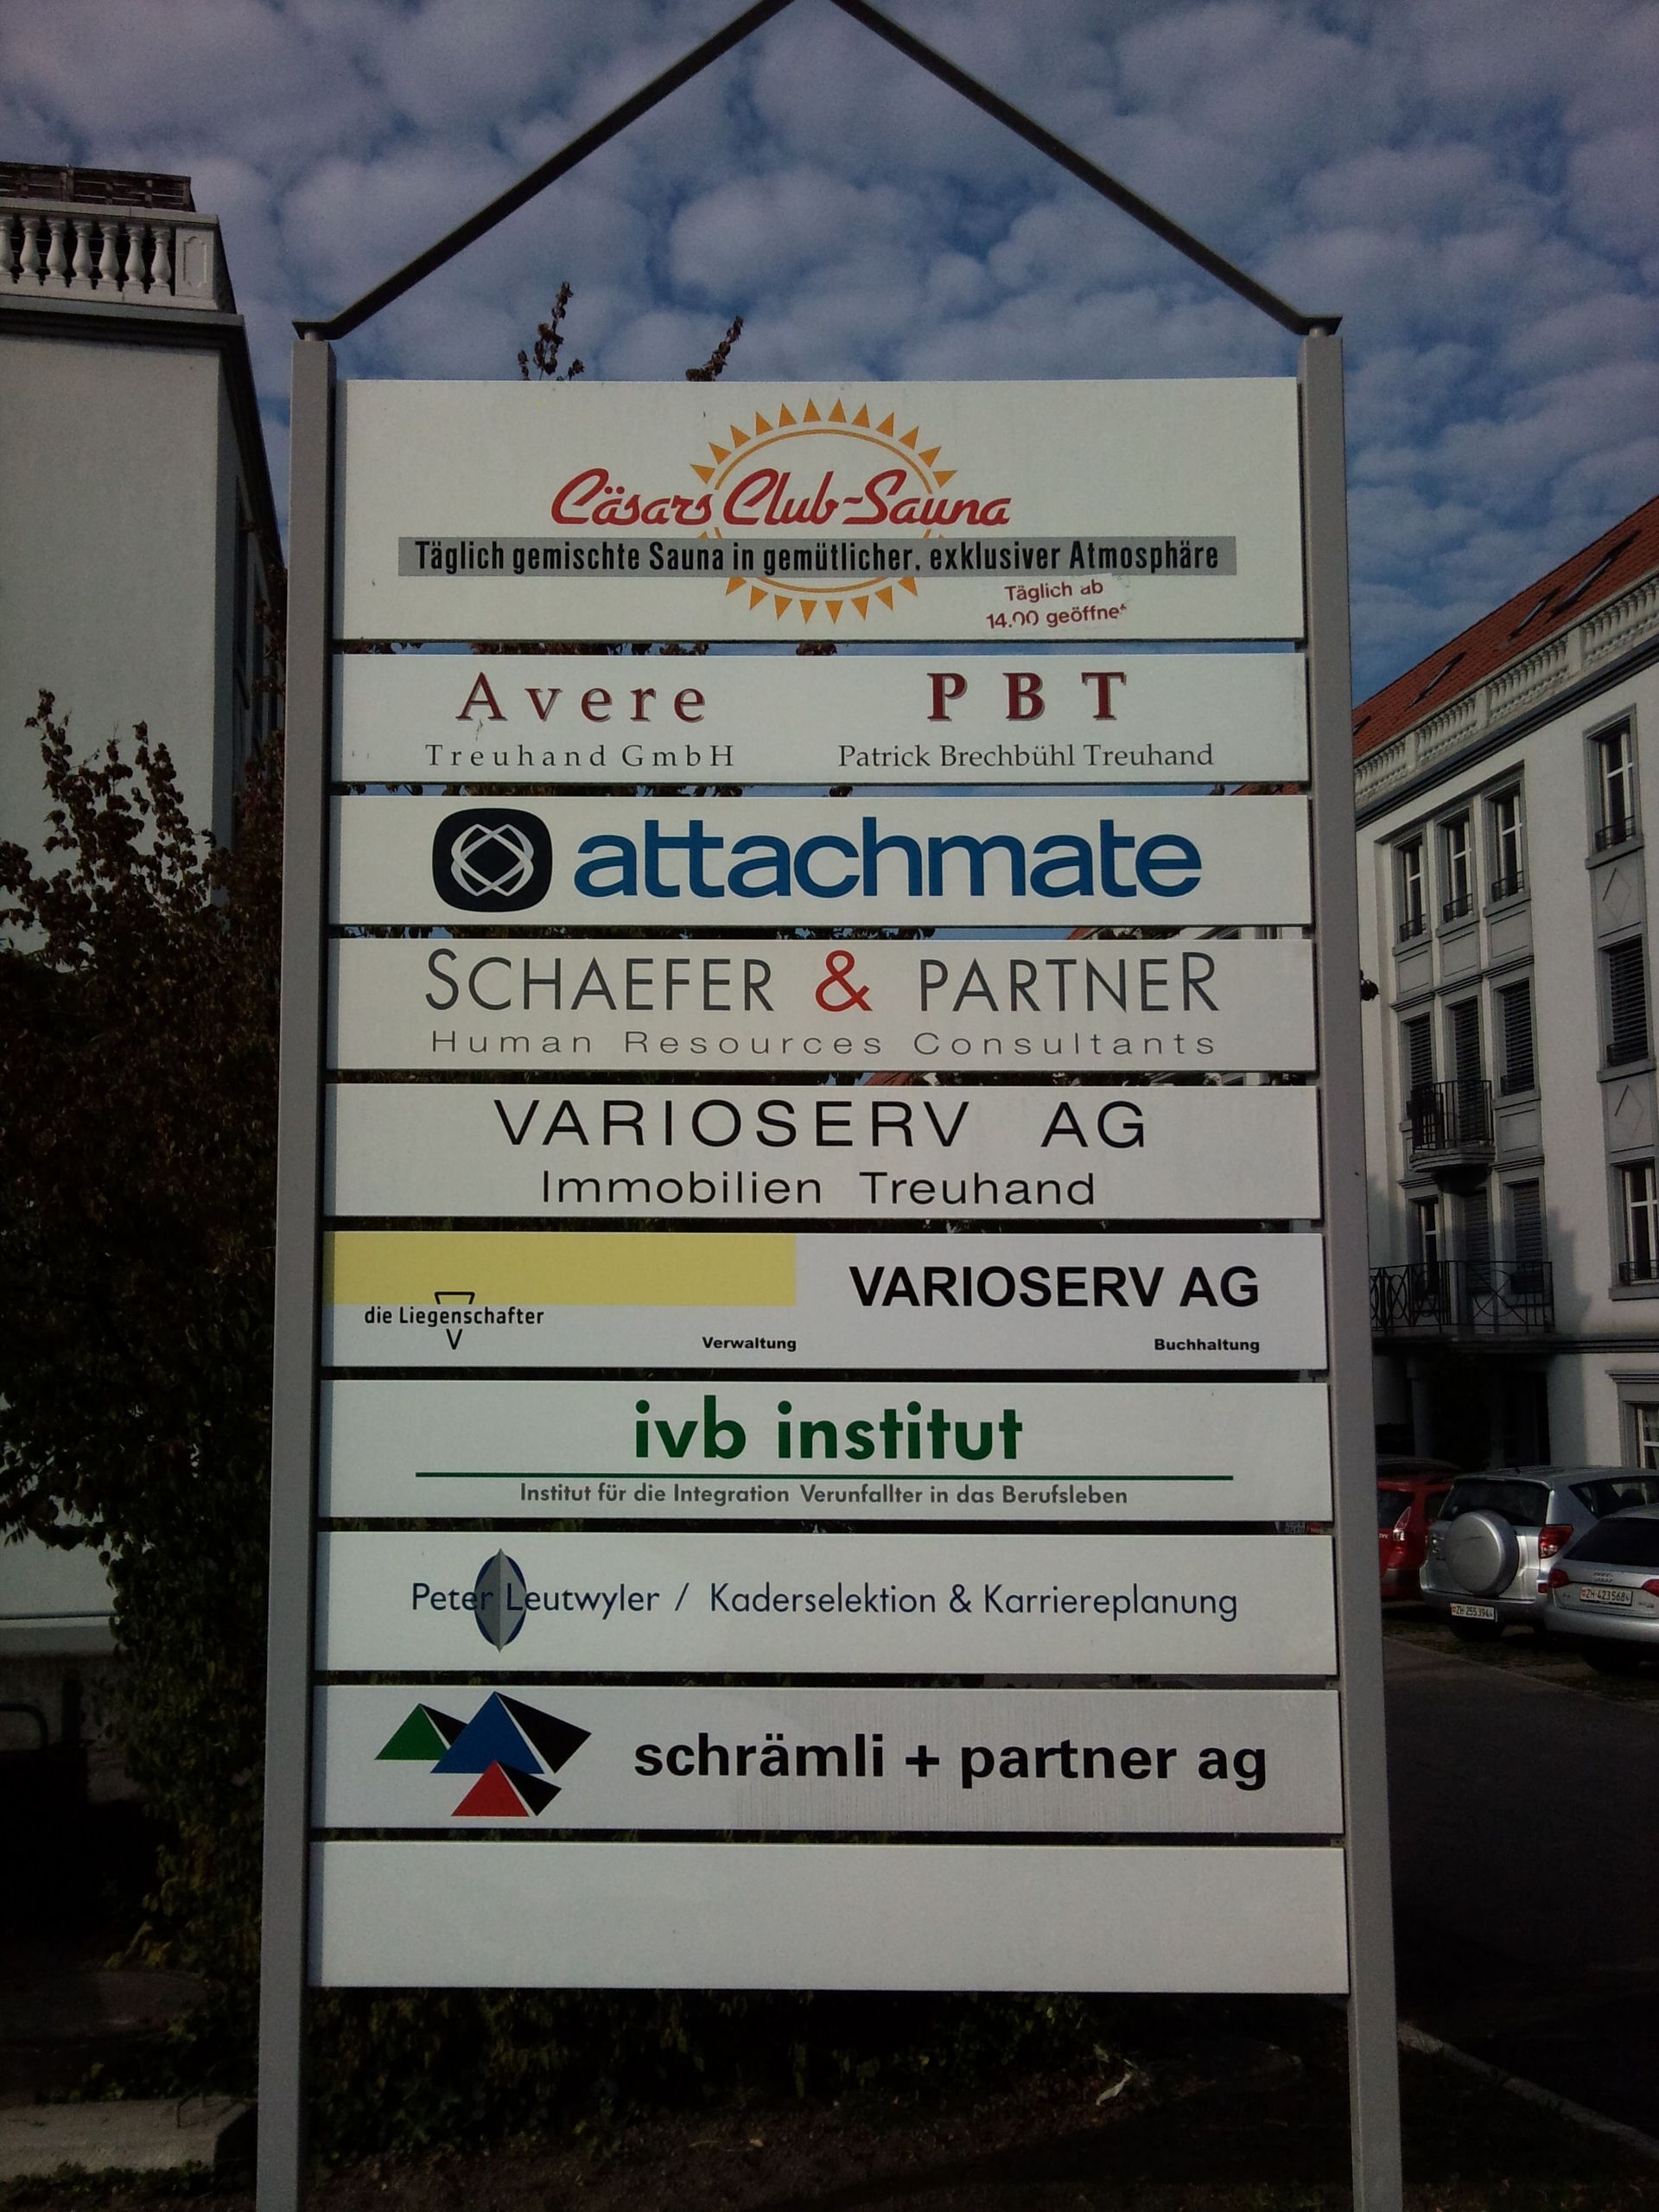 Cäsars Club-Sauna
Täglich gemischte Sauna in gemütlicher, exklusiver Atmosphäre
Täglich ab
14.00 geöffnet
Avere
Treuhand GmbH
PBT
Patrick Brechbühl Treuhand
attachmate
SCHAEFER & PARTNER
Human Resources Consultants
VARIOSERV AG
Immobilien Treuhand
die Liegenschafter
V
Verwaltung
VARIOSERV AG
Buchhaltung
ivb institut
Institut für die Integration Verunfallter in das Berufsleben
Peter Leutwyler / Kaderselektion & Karriereplanung
schrämli + partner ag